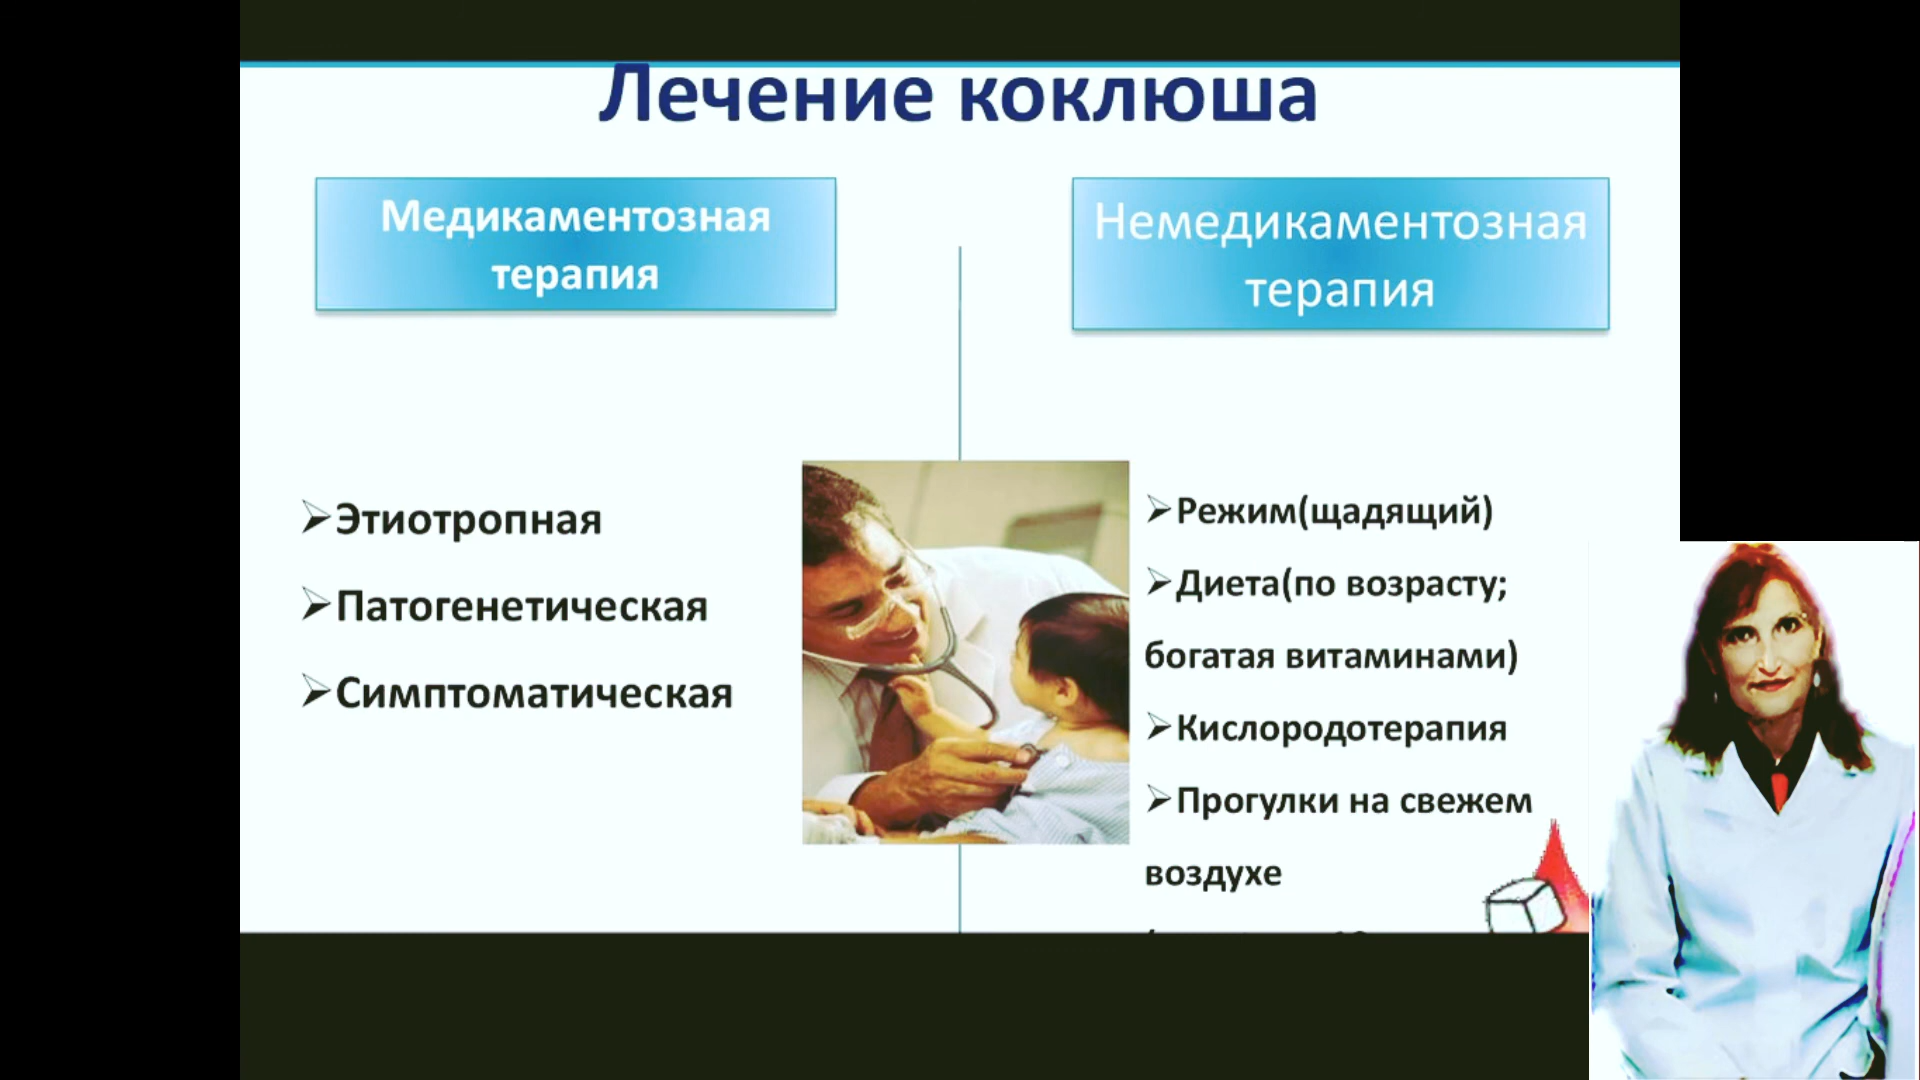 Лечение коклюша
Медикаментозная
терапия
Немедикаментозная
терапия
➢Этиотропная
➢Патогенетическая
➢Симптоматическая
➢Режим(щадящий)
➢Диета(по возрасту;
богатая витаминами)
➢Кислородотерапия
➢Прогулки на свежем
воздухе